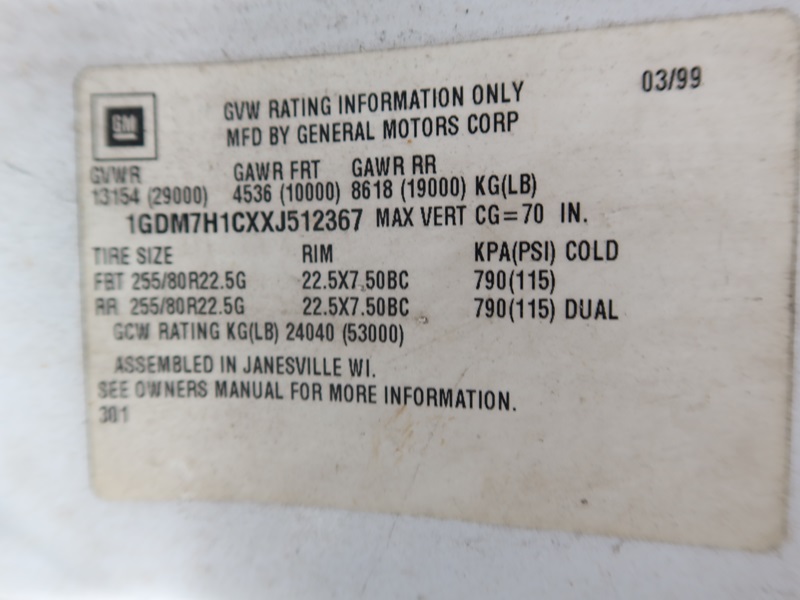 03/99
GM
GVW RATING INFORMATION ONLY
MFD BY GENERAL MOTORS CORP
GVWR GAWR FRT GAWR RR
13154 (29000) 4536 (10000) 8618 (19000) KG(LB)
1GDM7H1CXXJ512367 MAX VERT CG=70 IN.
TIRE SIZE RIM KPA(PSI) COLD
FBT 255/80R22.5G 22.5X7.50BC 790(115)
RR 255/80R22.5G 22.5X7.50BC 790(115) DUAL
GCW RATING KG(LB) 24040 (53000)
ASSEMBLED IN JANESVILLE WI.
SEE OWNERS MANUAL FOR MORE INFORMATION.
301